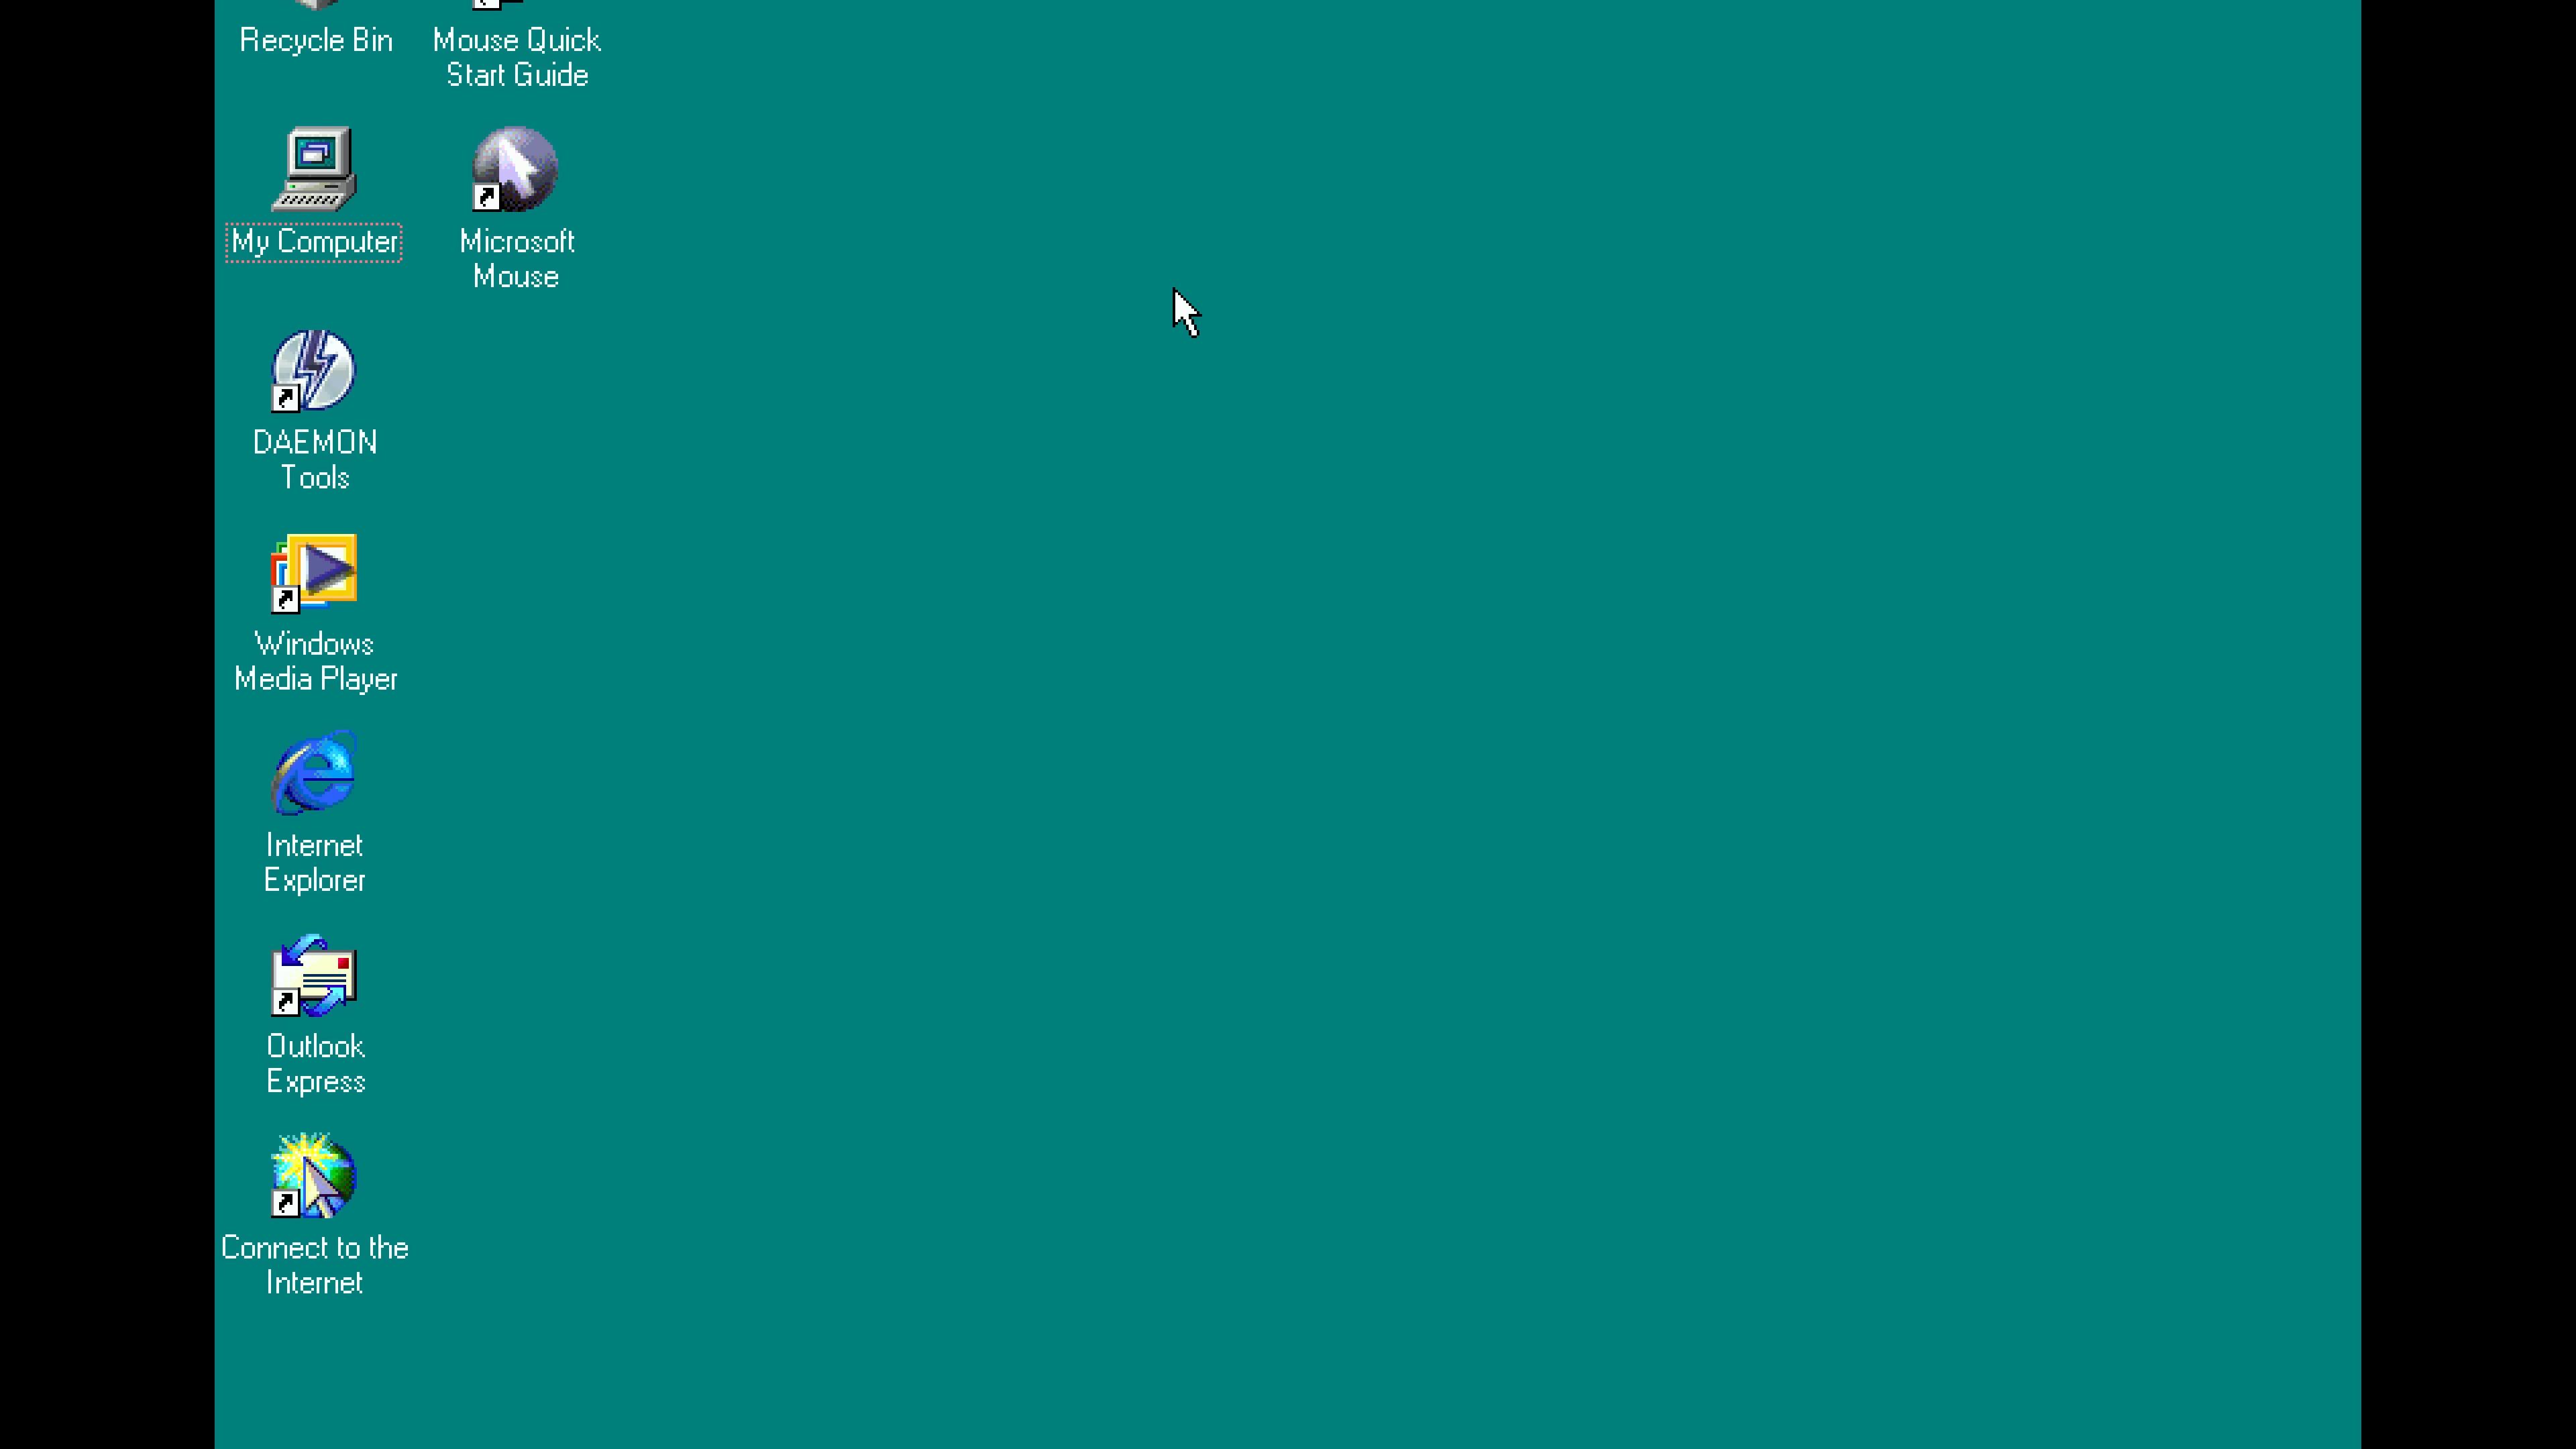 Recycle Bin
Mouse Quick
Start Guide
My Computer
Microsoft
Mouse
DAEMON
Tools
Windows
Media Player
Internet
Explorer
Outlook
Express
Connect to the
Internet